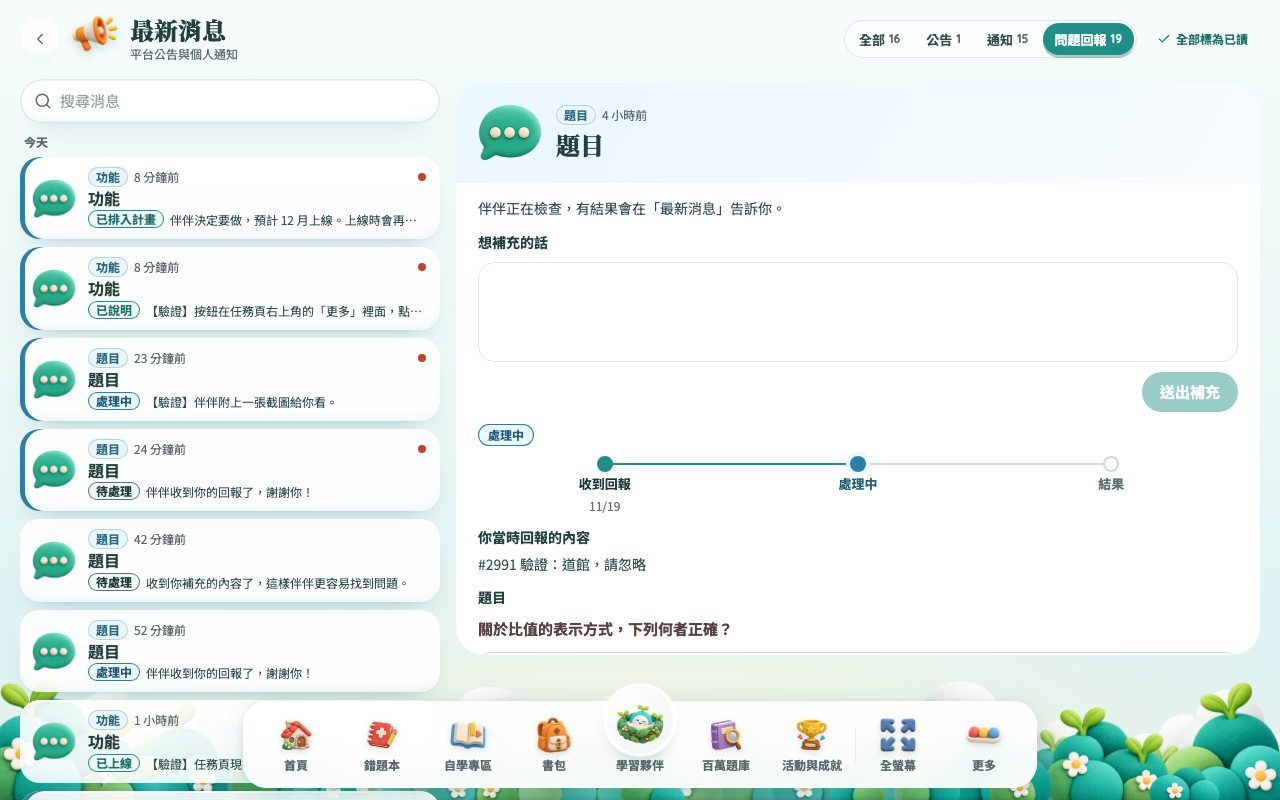 最新消息
平台公告與個人通知
全部 16
公告 1
通知 15
問題回報 19
全部標為已讀
搜尋消息
今天
功能 8 分鐘前
功能
已排入計畫 伴伴決定要做，預計 12 月上線。上線時會再…
功能 8 分鐘前
功能
已說明 【驗證】按鈕在任務頁右上角的「更多」裡面，點…
題目 23 分鐘前
題目
處理中 【驗證】伴伴附上一張截圖給你看。
題目 24 分鐘前
題目
待處理 伴伴收到你的回報了，謝謝你！
題目 42 分鐘前
題目
待處理 收到你補充的內容了，這樣伴伴更容易找到問題。
題目 52 分鐘前
題目
處理中 伴伴收到你的回報了，謝謝你！
功能 1 小時前
功能
已上線 【驗證】任務頁現
題目 4 小時前
題目
伴伴正在檢查，有結果會在「最新消息」告訴你。
想補充的話
送出補充
處理中
收到回報
11/19
處理中
結果
你當時回報的內容
#2991 驗證：道館，請忽略
題目
關於比值的表示方式，下列何者正確？
首頁
錯題本
自學專區
書包
學習夥伴
百萬題庫
活動與成就
全螢幕
更多